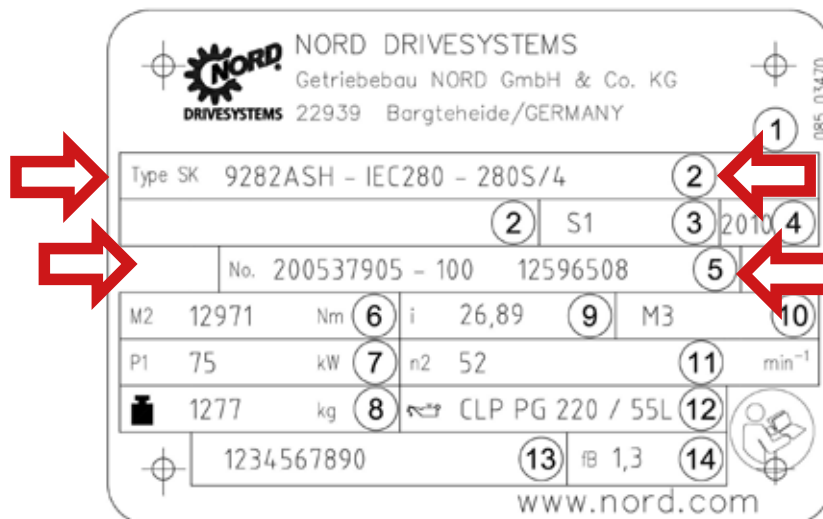 NORD DRIVESYSTEMS
NORD
Getriebebau NORD GmbH & Co. KG
DRIVESYSTEMS 22939 Bargteheide/GERMANY
085 03470
1
Type SK 9282ASH - IEC280 - 280S/4 2
2 S1 3 2010 4
No. 200537905 - 100 12596508 5
M2 12971 Nm 6 i 26,89 9 M3 10
P1 75 kW 7 n2 52 11 min⁻¹
1277 kg 8 CLP PG 220 / 55L 12
1234567890 13 fB 1,3 14
www.nord.com